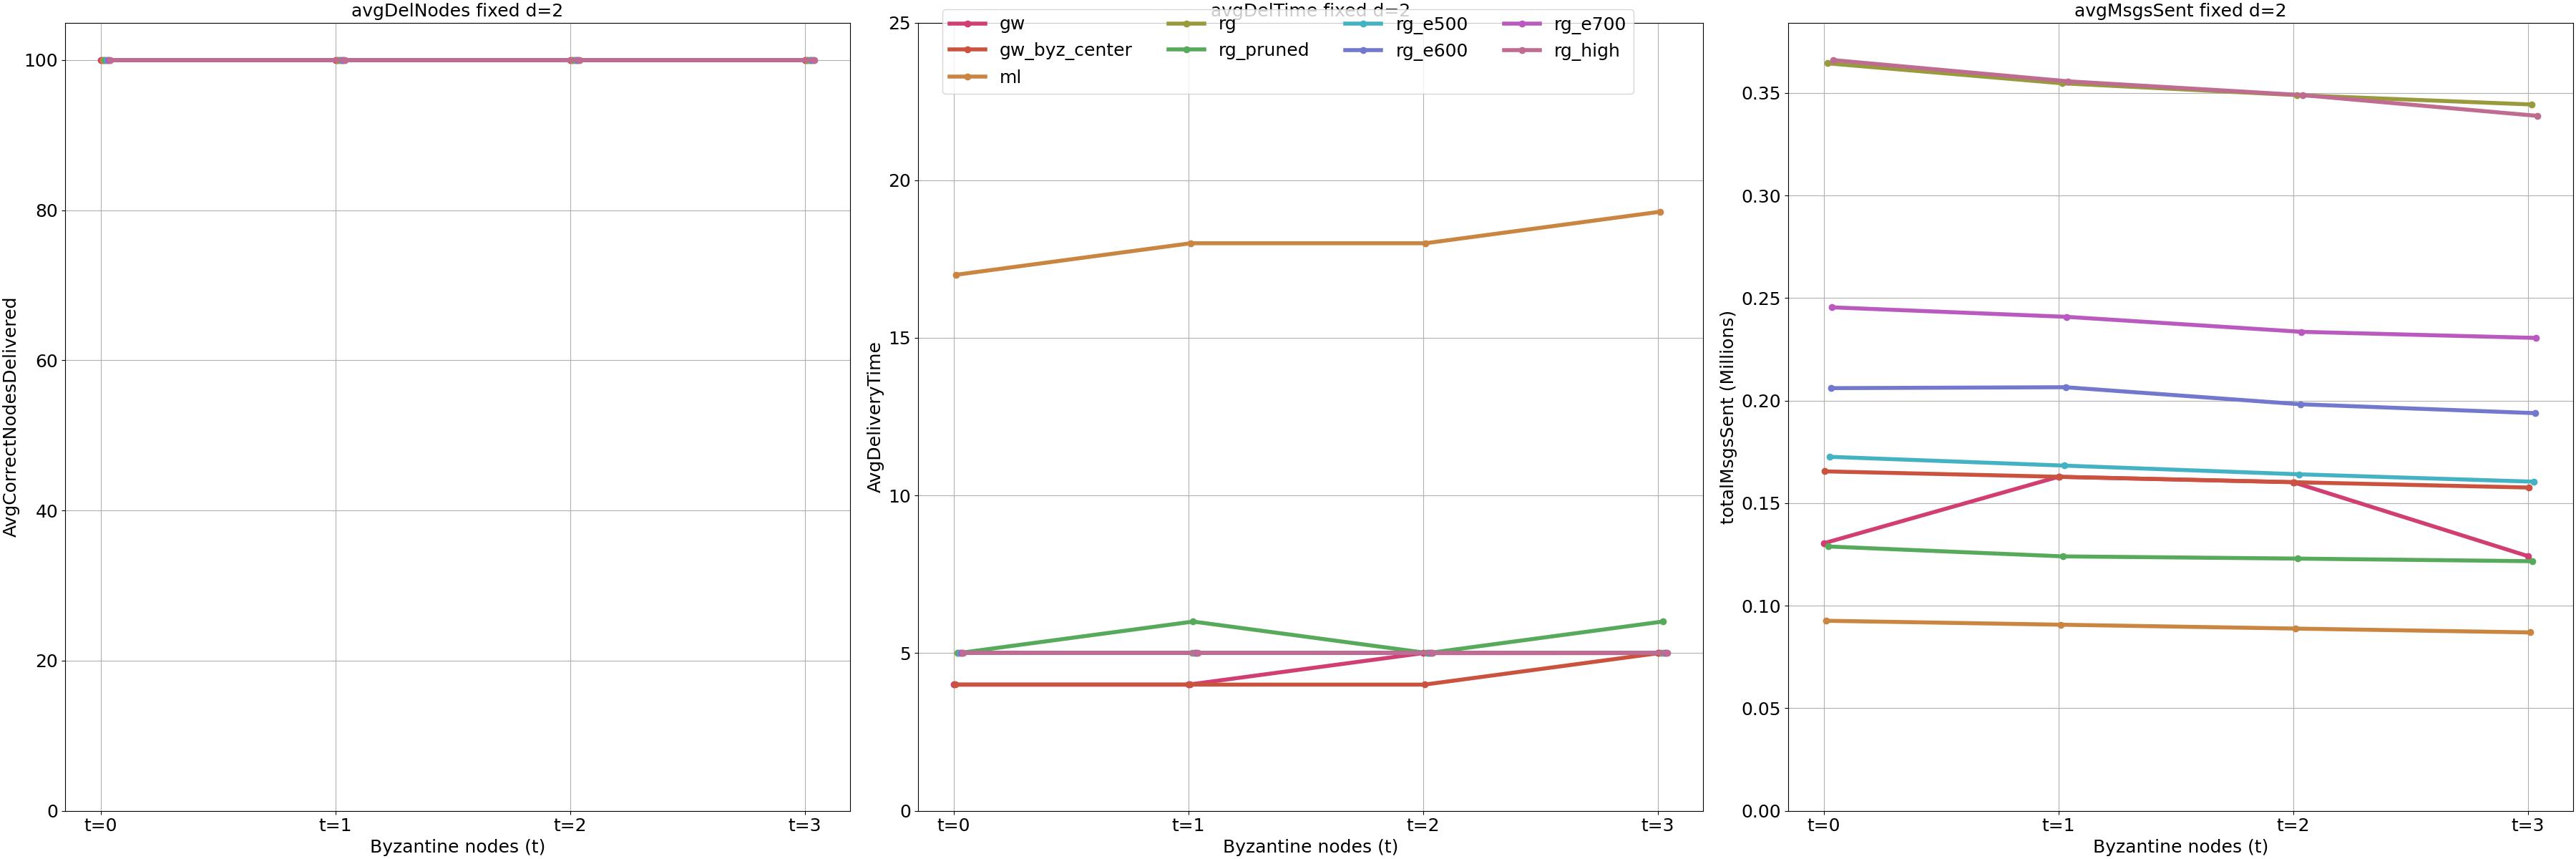 avgDelNodes fixed d=2
AvgCorrectNodesDelivered
100
80
60
40
20
0
t=0 t=1 t=2 t=3
Byzantine nodes (t)
avgDelTime fixed d=2
gw rg rg_e500 rg_e700
gw_byz_center rg_pruned rg_e600 rg_high
ml
AvgDeliveryTime
25
20
15
10
5
0
t=0 t=1 t=2 t=3
Byzantine nodes (t)
avgMsgsSent fixed d=2
totalMsgsSent (Millions)
0.35
0.30
0.25
0.20
0.15
0.10
0.05
0.00
t=0 t=1 t=2 t=3
Byzantine nodes (t)